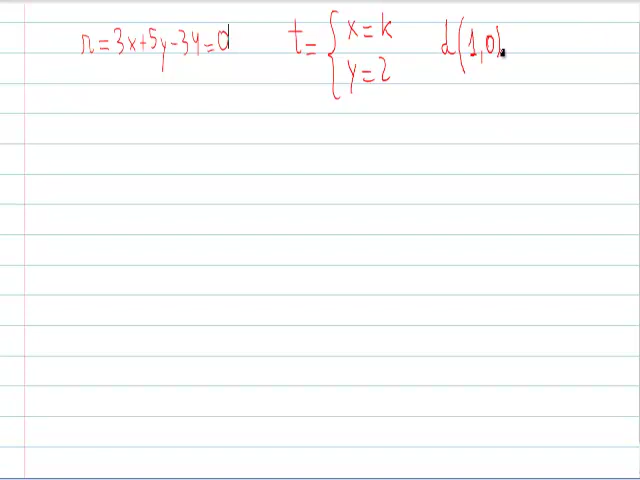 r = 3x+5y-34=0 t = { x = k d(1,0)
y = 2